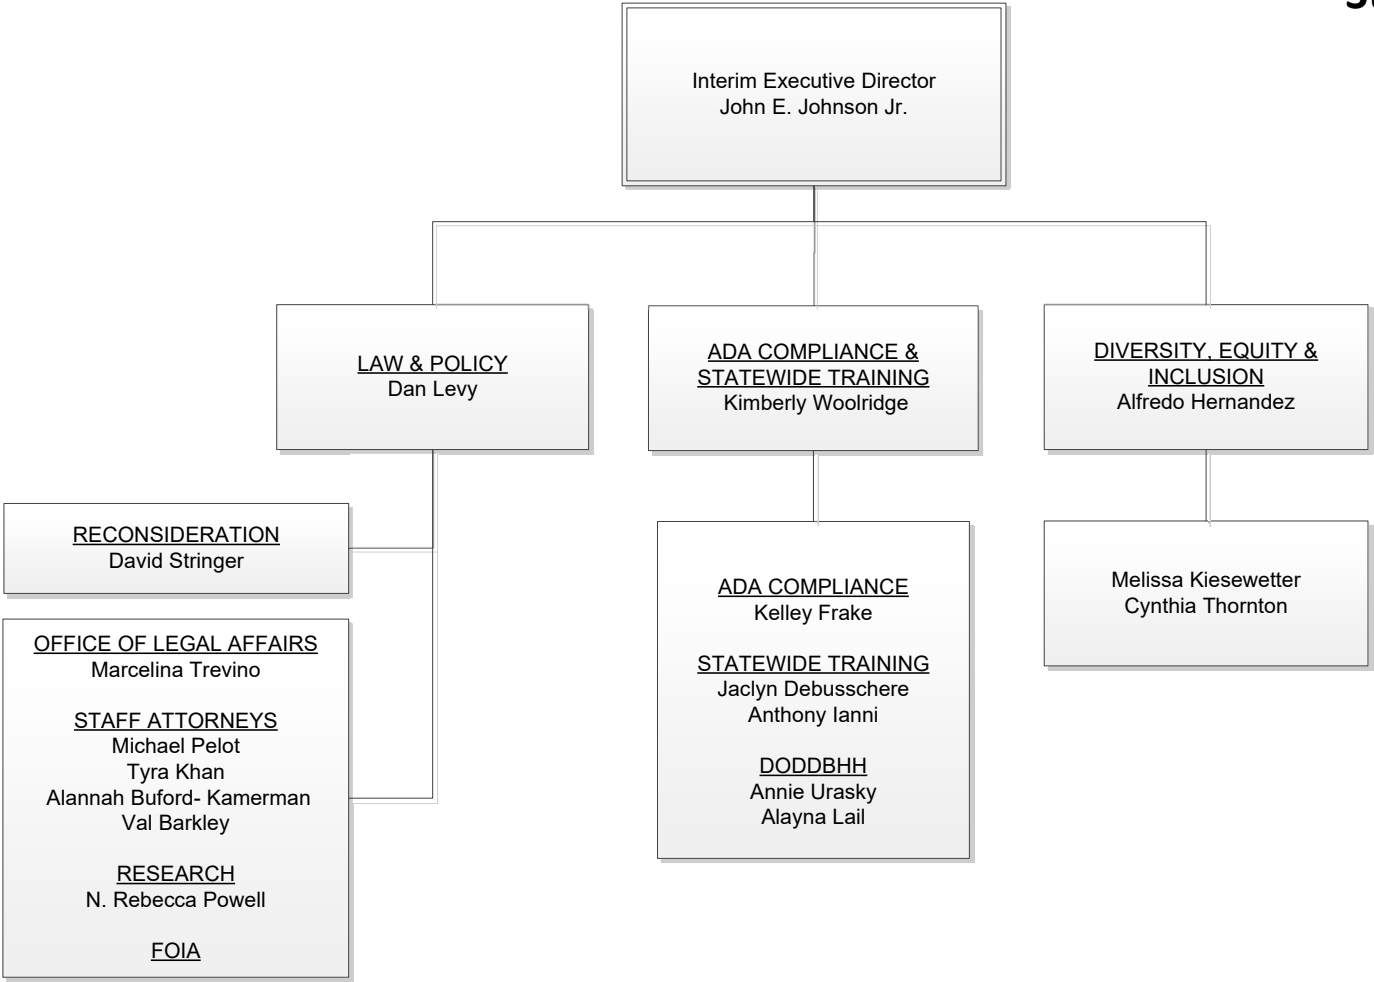 Interim Executive Director
John E. Johnson Jr.
LAW & POLICY
Dan Levy
ADA COMPLIANCE &
STATEWIDE TRAINING
Kimberly Woolridge
DIVERSITY, EQUITY &
INCLUSION
Alfredo Hernandez
RECONSIDERATION
David Stringer
OFFICE OF LEGAL AFFAIRS
Marcelina Trevino
STAFF ATTORNEYS
Michael Pelot
Tyra Khan
Alannah Buford- Kamerman
Val Barkley
RESEARCH
N. Rebecca Powell
FOIA
ADA COMPLIANCE
Kelley Frake
STATEWIDE TRAINING
Jaclyn Debusschere
Anthony Ianni
DODDBHH
Annie Urasky
Alayna Lail
Melissa Kiesewetter
Cynthia Thornton